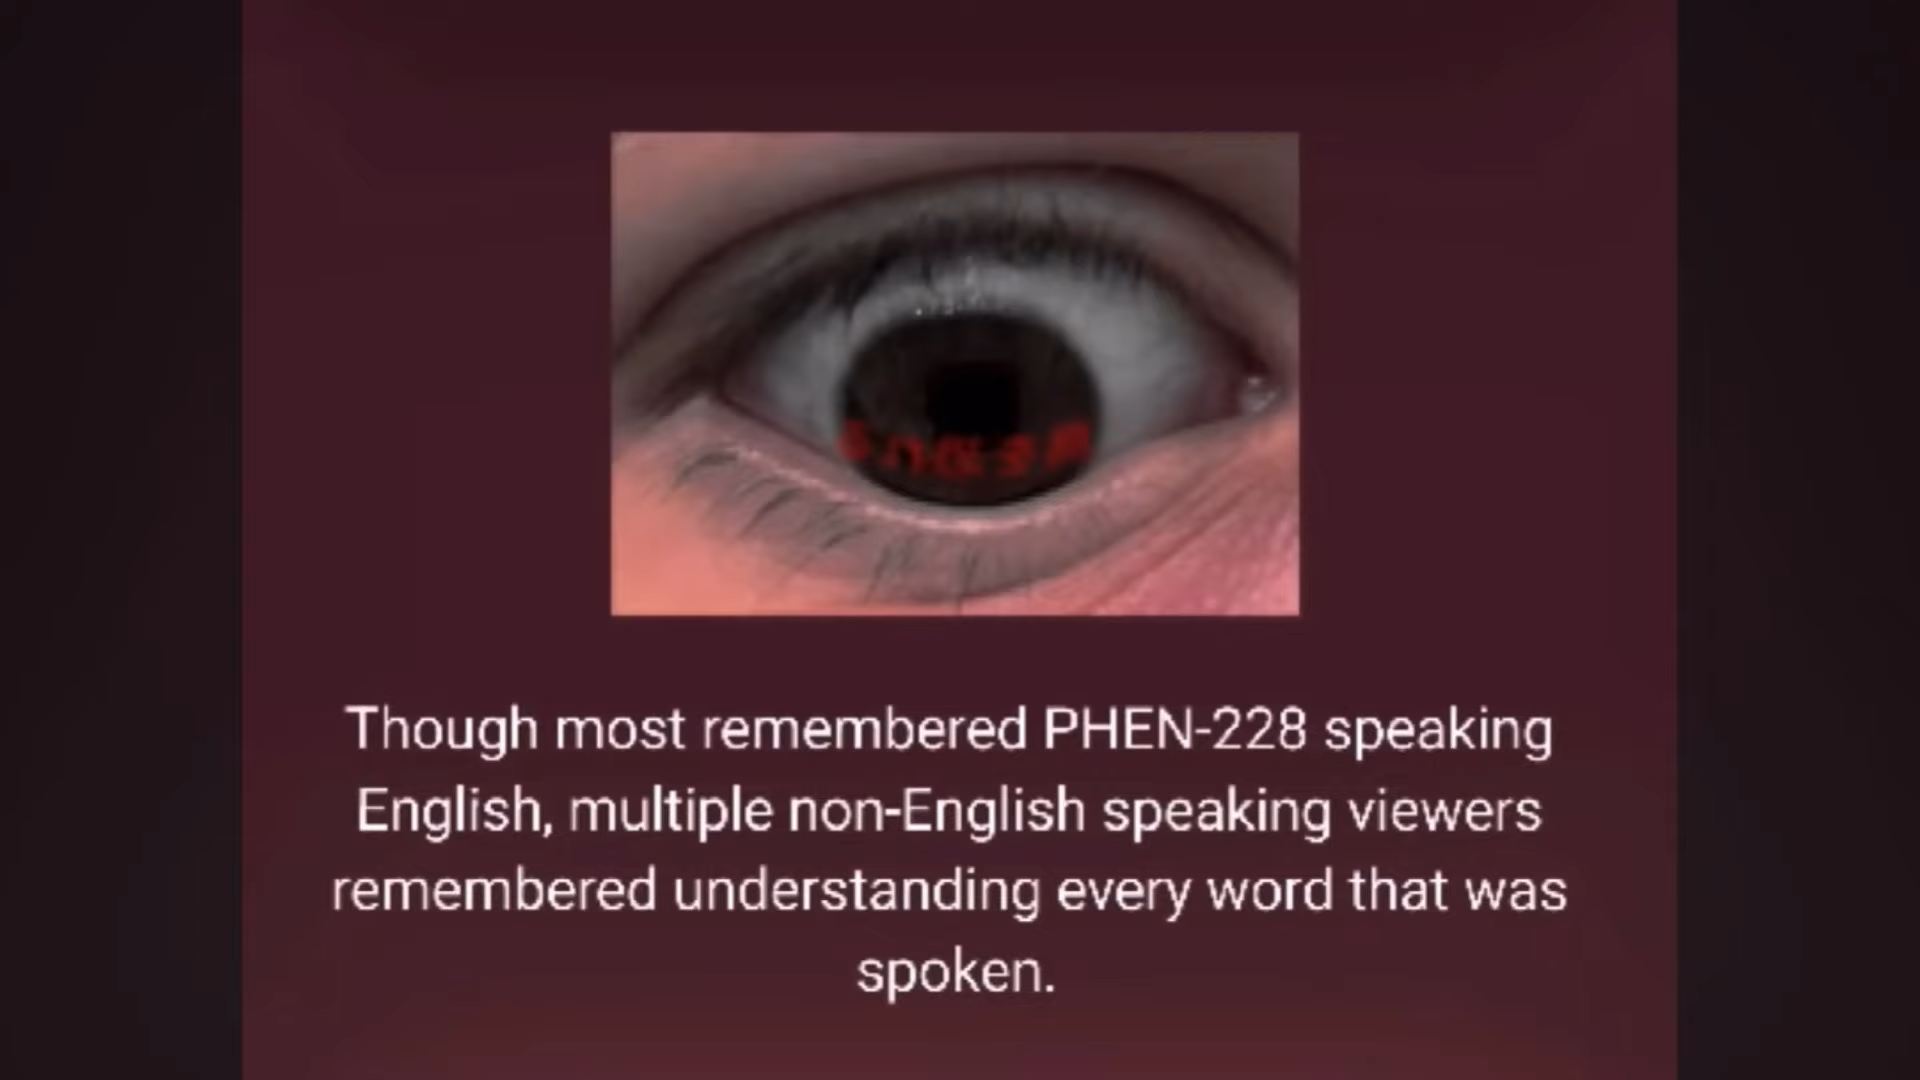 Though most remembered PHEN-228 speaking
English, multiple non-English speaking viewers
remembered understanding every word that was
spoken.